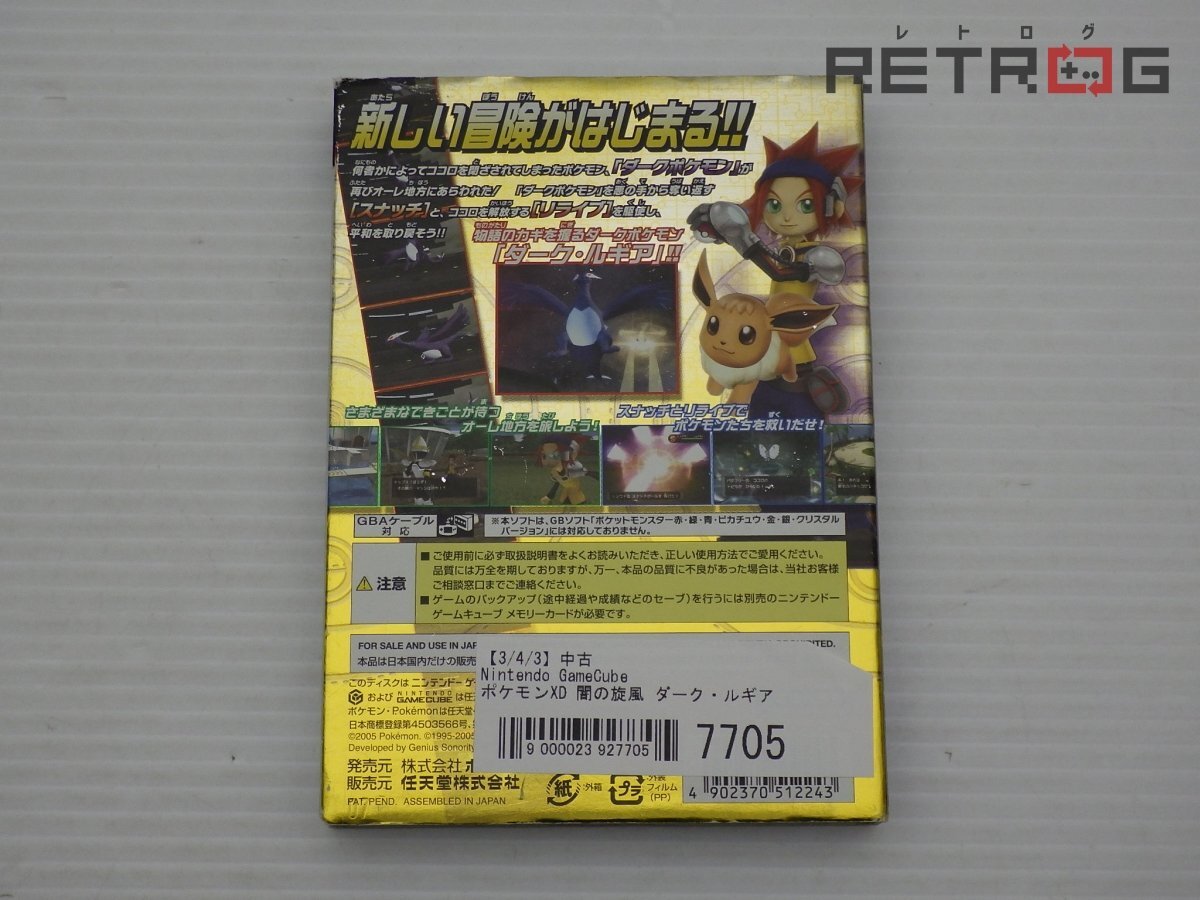 レトログ
RETROG
新しい冒険がはじまる!!
何者かによってココロを閉ざされてしまったポケモン、「ダークポケモン」が
再びオーレ地方にあらわれた! 「ダークポケモン」を悪の手から奪い返す
[スナッチ]と、ココロを解放する[リライブ]を駆使し、
平和を取り戻そう!!
物語のカギを握るダークポケモン
「ダーク・ルギア」!!
さまざまなできごとが待つ
オーレ地方を旅しよう!
スナッチとリライブで
ポケモンたちを救いだせ!
GBAケーブル
対応
※本ソフトは、GBソフト「ポケットモンスター赤・緑・青・ピカチュウ・金・銀・クリスタル
バージョン」には対応しておりません。
注意
■ご使用前に必ず取扱説明書をよくお読みいただき、正しい使用方法でご愛用ください。
品質には万全を期しておりますが、万一、本品の品質に不良があった場合は、当社お客様
ご相談窓口までご連絡ください。
■ゲームのバックアップ(途中経過や成績などのセーブ)を行うには別売のニンテンドー
ゲームキューブ メモリーカードが必要です。
FOR SALE AND USE IN JAP
本品は日本国内だけの販売
【3/4/3】中古
Nintendo GameCube
ポケモンXD 闇の旋風 ダーク・ルギア
9 000023 927705
7705
このディスクは ニンテンドー ゲ
および NINTENDO GAMECUBE は任天
ポケモン・Pokémonは任天堂
日本商標登録第4503566号、
©2005 Pokémon. ©1995-2005
Developed by Genius Sonority
発売元 株式会社ポ
販売元 任天堂株式会社
紙 外箱
プラ 外装フィルム(PP)
4 902370 512243
PAT. PEND. ASSEMBLED IN JAPAN